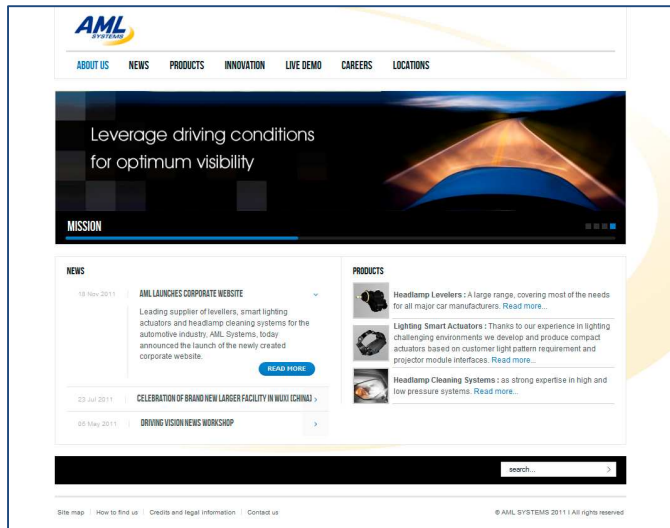 AML
SYSTEMS
ABOUT US NEWS PRODUCTS INNOVATION LIVE DEMO CAREERS LOCATIONS
Leverage driving conditions
for optimum visibility
MISSION
NEWS
18 Nov 2011 AML LAUNCHES CORPORATE WEBSITE
Leading supplier of levellers, smart lighting
actuators and headlamp cleaning systems for the
automotive industry, AML Systems, today
announced the launch of the newly created
corporate website.
READ MORE
23 Jul 2011 CELEBRATION OF BRAND NEW LARGER FACILITY IN WUXI (CHINA)
05 May 2011 DRIVING VISION NEWS WORKSHOP
PRODUCTS
Headlamp Levelers : A large range, covering most of the needs
for all major car manufacturers. Read more...
Lighting Smart Actuators : Thanks to our experience in lighting
challenging environments we develop and produce compact
actuators based on customer light pattern requirement and
projector module interfaces. Read more...
Headlamp Cleaning Systems : as strong expertise in high and
low pressure systems. Read more...
search...
Site map | How to find us | Credits and legal information | Contact us
© AML SYSTEMS 2011 | All rights reserved